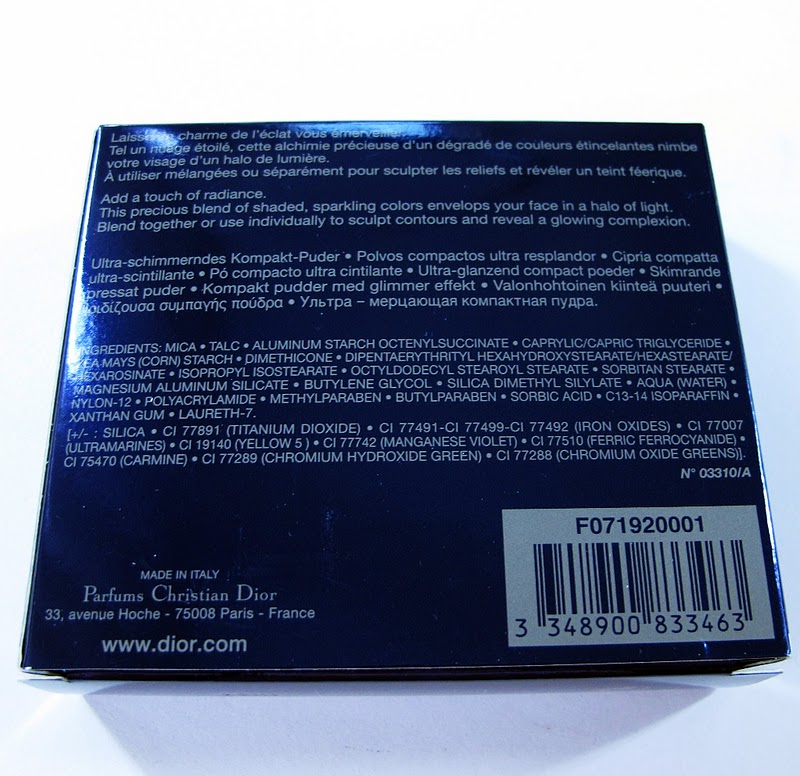 charme de l'éclat vous émerveille.
Tel un nuage étoilé, cette alchimie précieuse d'un dégradé de couleurs étincelantes nimbe
votre visage d'un halo de lumière.
À utiliser mélangées ou séparément pour sculpter les reliefs et révéler un teint féerique.
Add a touch of radiance.
This precious blend of shaded, sparkling colors envelops your face in a halo of light.
Blend together or use individually to sculpt contours and reveal a glowing complexion.
Ultra-schimmerndes Kompakt-Puder • Polvos compactos ultra resplandor • Cipria compatta
ultra-scintillante • Pó compacto ultra cintilante • Ultra-glanzend compact poeder • Skimrande
pressat puder • Kompakt pudder med glimmer effekt • Valonhohtoinen kiinteä puuteri •
συμπαγής πούδρα • Ультра – мерцающая компактная пудра.
INGREDIENTS: MICA • TALC • ALUMINUM STARCH OCTENYLSUCCINATE • CAPRYLIC/CAPRIC TRIGLYCERIDE •
ZEA MAYS (CORN) STARCH • DIMETHICONE • DIPENTAERYTHRITYL HEXAHYDROXYSTEARATE/HEXASTEARATE/
HEXAROSINATE • ISOPROPYL ISOSTEARATE • OCTYLDODECYL STEAROYL STEARATE • SORBITAN STEARATE •
MAGNESIUM ALUMINUM SILICATE • BUTYLENE GLYCOL • SILICA DIMETHYL SILYLATE • AQUA (WATER) •
NYLON-12 • POLYACRYLAMIDE • METHYLPARABEN • BUTYLPARABEN • SORBIC ACID • C13-14 ISOPARAFFIN •
XANTHAN GUM • LAURETH-7.
[+/- : SILICA • CI 77891 (TITANIUM DIOXIDE) • CI 77491-CI 77499-CI 77492 (IRON OXIDES) • CI 77007
(ULTRAMARINES) • CI 19140 (YELLOW 5) • CI 77742 (MANGANESE VIOLET) • CI 77510 (FERRIC FERROCYANIDE) •
CI 75470 (CARMINE) • CI 77289 (CHROMIUM HYDROXIDE GREEN) • CI 77288 (CHROMIUM OXIDE GREENS)].
N° 03310/A
F071920001
3 348900 833463
MADE IN ITALY
Parfums Christian Dior
33, avenue Hoche - 75008 Paris - France
www.dior.com